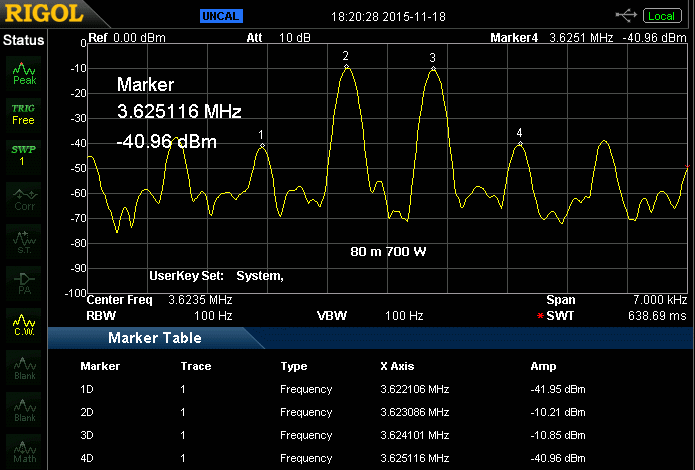 RIGOL UNCAL 18:20:28 2015-11-18 Local
Status Ref 0.00 dBm Att 10 dB Marker4 3.6251 MHz -40.96 dBm
Peak
TRIG
Free
SWP
1
Corr
S.T.
PA
C.W.
Blank
Blank
Math
0
-10
-20
-30
-40
-50
-60
-70
-80
-90
-100
Marker
3.625116 MHz
-40.96 dBm
1
2
3
4
80 m 700 W
UserKey Set: System,
Center Freq 3.6235 MHz Span 7.000 kHz
RBW 100 Hz VBW 100 Hz * SWT 638.69 ms
Marker Table
Marker Trace Type X Axis Amp
1D 1 Frequency 3.622106 MHz -41.95 dBm
2D 1 Frequency 3.623086 MHz -10.21 dBm
3D 1 Frequency 3.624101 MHz -10.85 dBm
4D 1 Frequency 3.625116 MHz -40.96 dBm